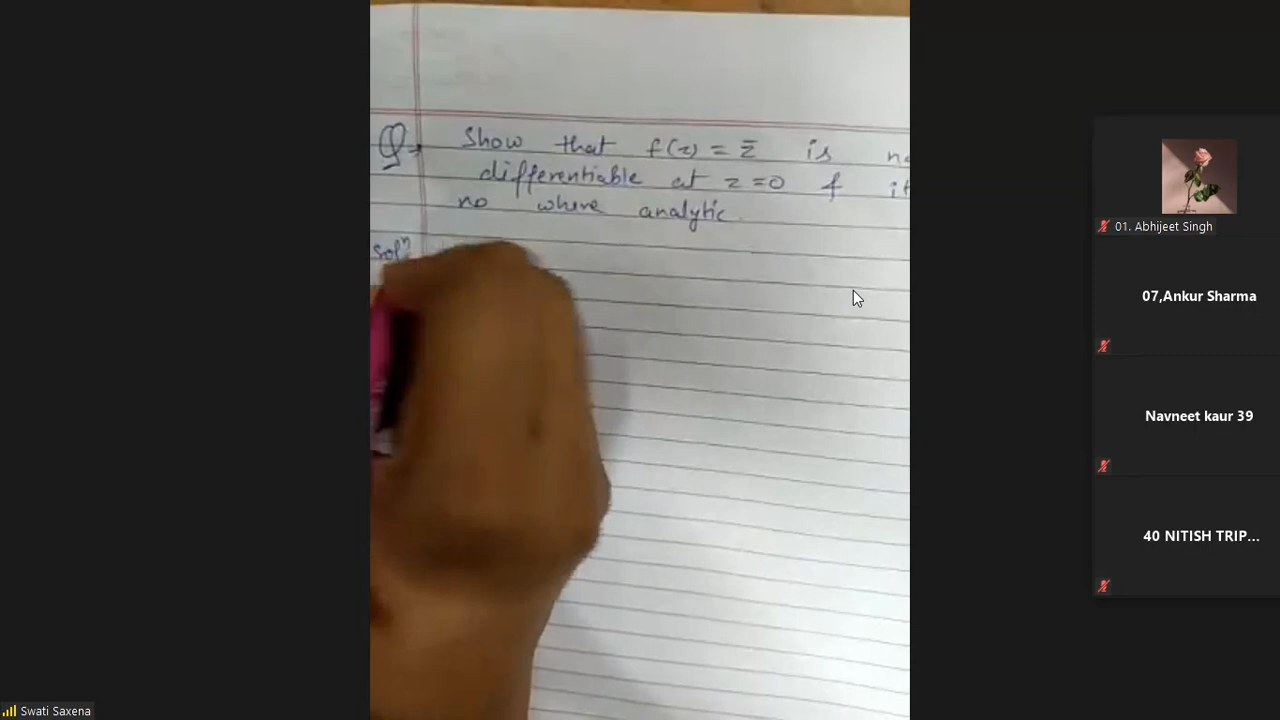 Q→ Show that f(z) = z̄ is
differentiable at z=0 &
no where analytic
Solⁿ
01. Abhijeet Singh
07,Ankur Sharma
Navneet kaur 39
40 NITISH TRIP...
Swati Saxena